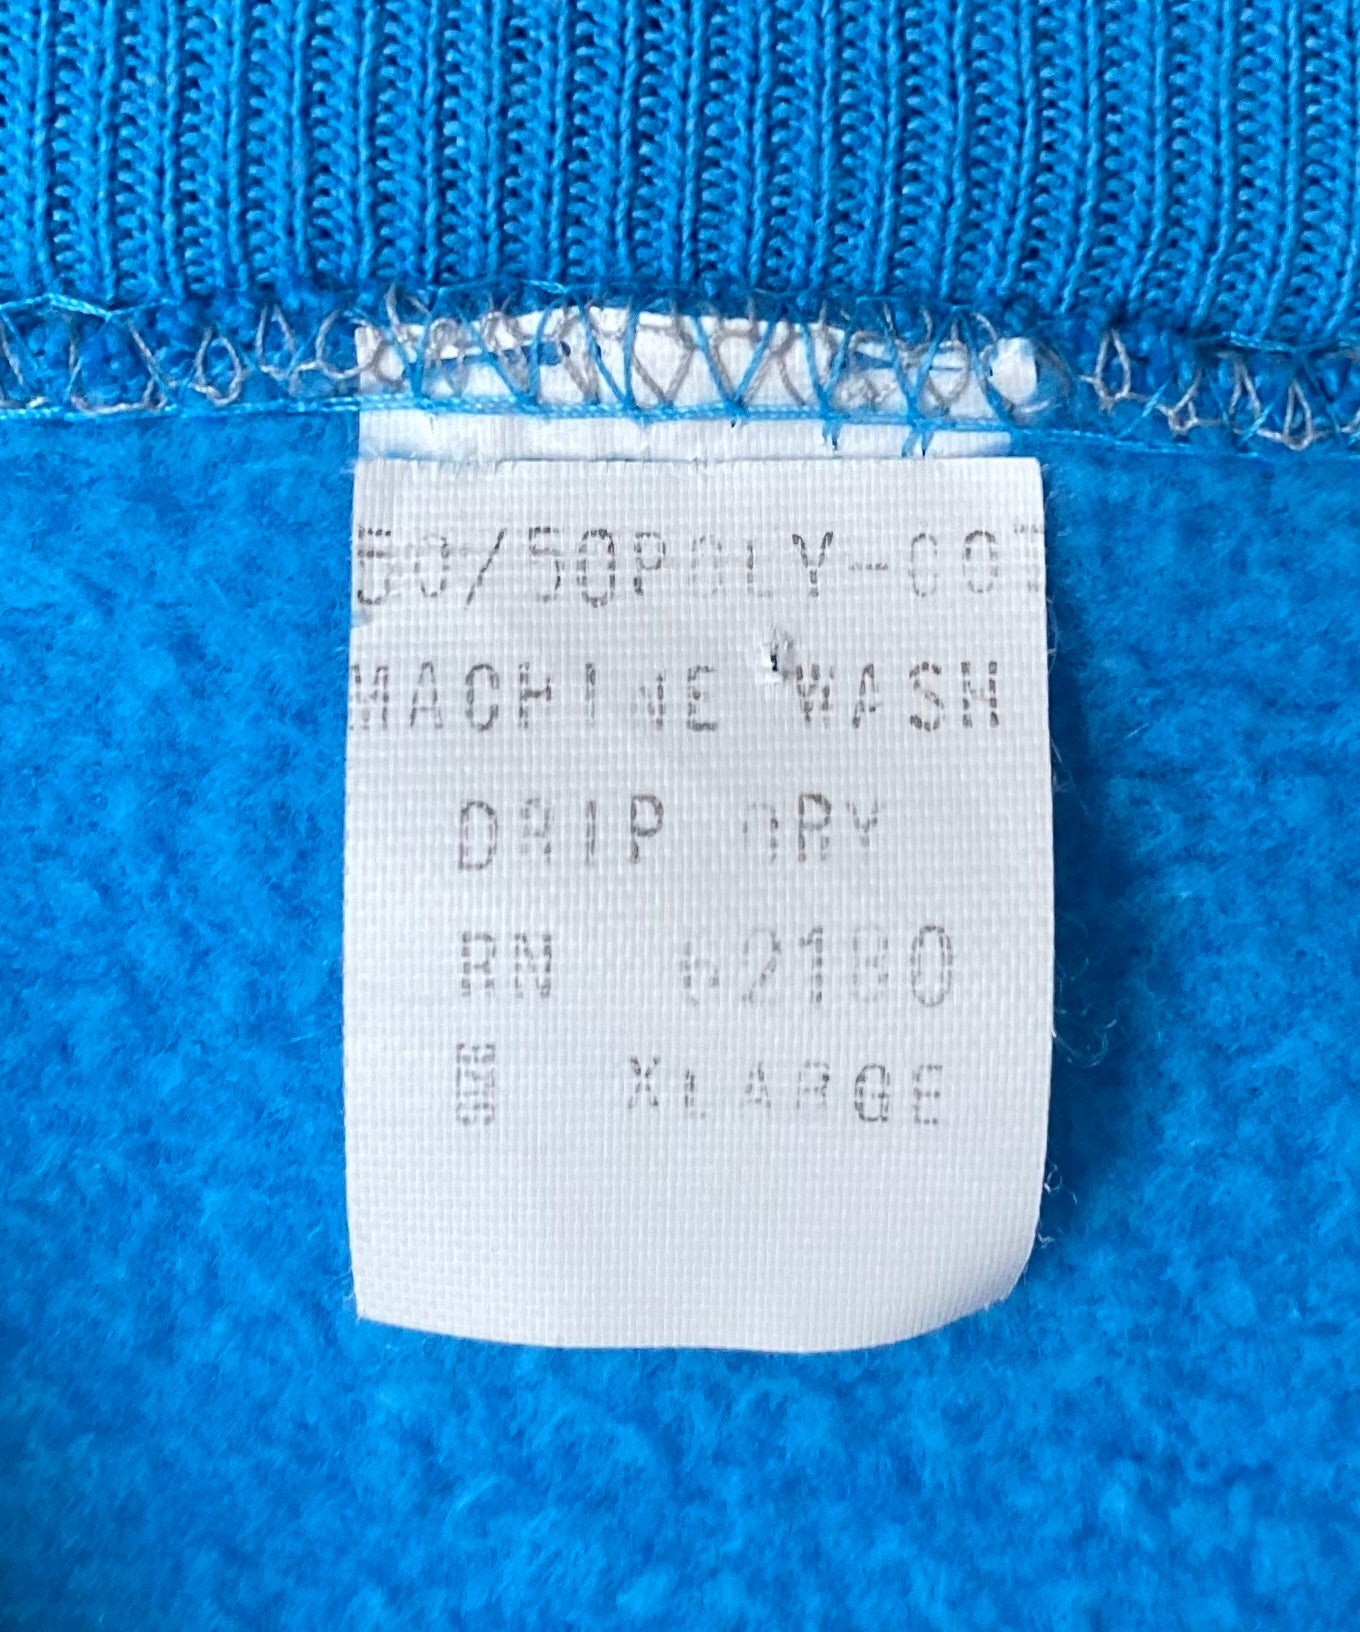 50/50POLY-COT
MACHINE WASH
DRIP DRY
RN 62180
XLARGE